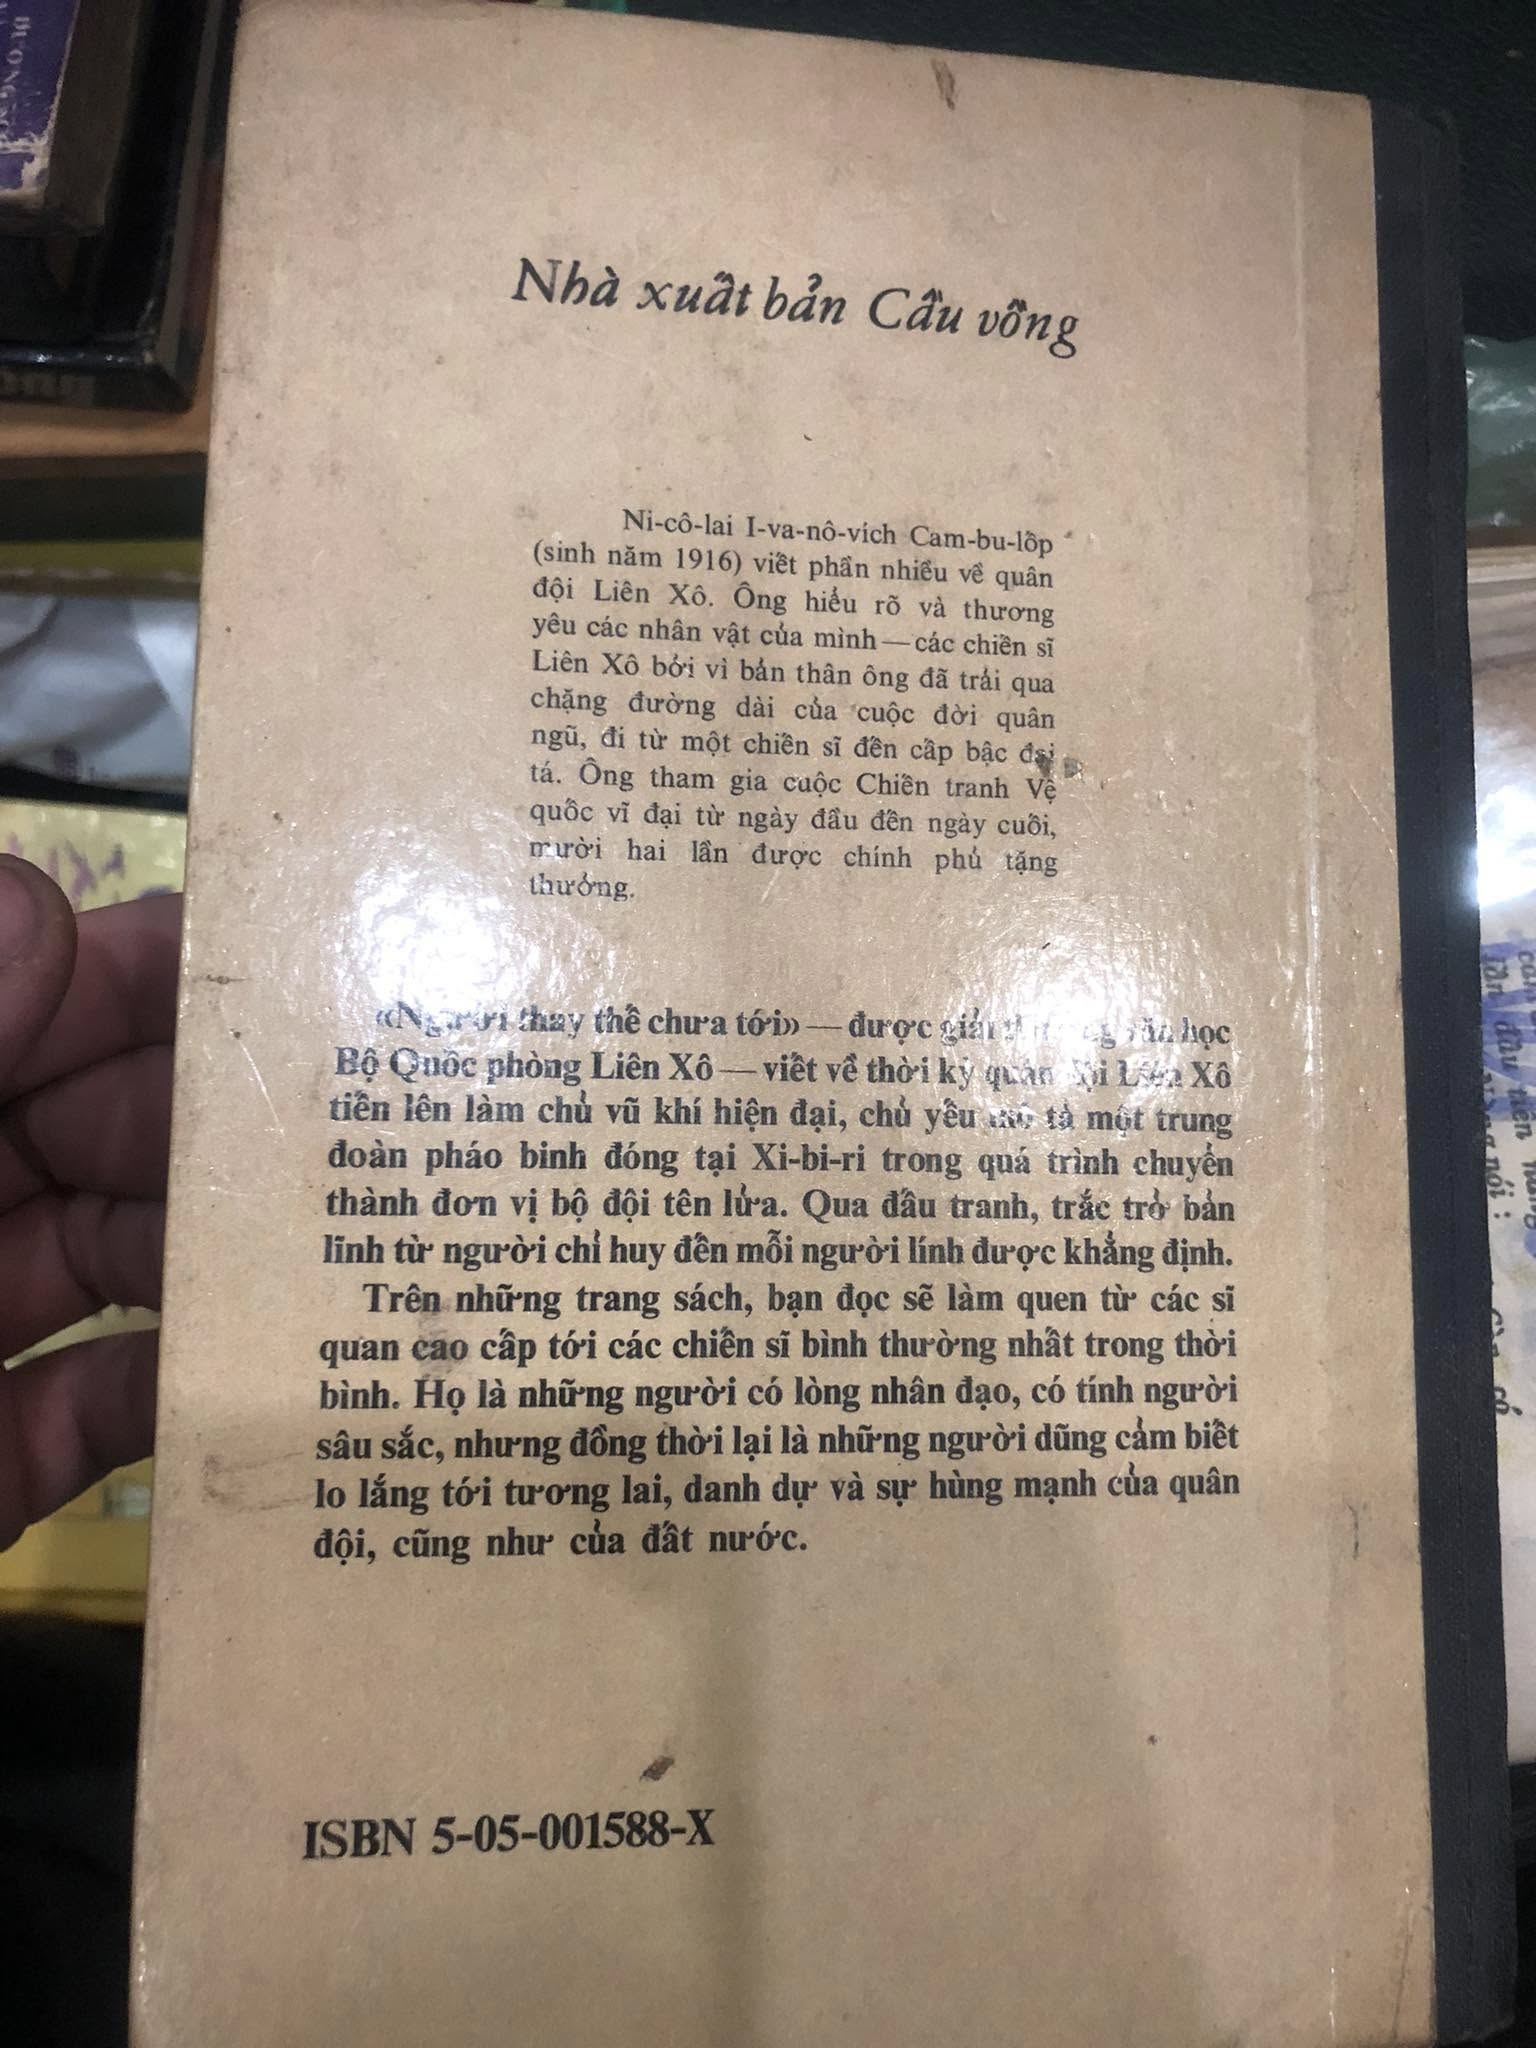 Nhà xuất bản Cầu vồng
Ni-cô-lai I-va-nô-vích Cam-bu-lốp
(sinh năm 1916) viết phần nhiều về quân
đội Liên Xô. Ông hiểu rõ và thương
yêu các nhân vật của mình — các chiến sĩ
Liên Xô bởi vì bản thân ông đã trải qua
chặng đường dài của cuộc đời quân
ngũ, đi từ một chiến sĩ đến cấp bậc đại
tá. Ông tham gia cuộc Chiến tranh Vệ
quốc vĩ đại từ ngày đầu đến ngày cuối,
mười hai lần được chính phủ tặng
thưởng.
«Người thay thế chưa tới» — được giải thưởng văn học
Bộ Quốc phòng Liên Xô — viết về thời kỳ quân đội Liên Xô
tiến lên làm chủ vũ khí hiện đại, chủ yếu mô tả một trung
đoàn pháo binh đóng tại Xi-bi-ri trong quá trình chuyển
thành đơn vị bộ đội tên lửa. Qua đấu tranh, trắc trở bản
lĩnh từ người chỉ huy đến mỗi người lính được khẳng định.
Trên những trang sách, bạn đọc sẽ làm quen từ các sĩ
quan cao cấp tới các chiến sĩ bình thường nhất trong thời
bình. Họ là những người có lòng nhân đạo, có tính người
sâu sắc, nhưng đồng thời lại là những người dũng cảm biết
lo lắng tới tương lai, danh dự và sự hùng mạnh của quân
đội, cũng như của đất nước.
ISBN 5-05-001588-X